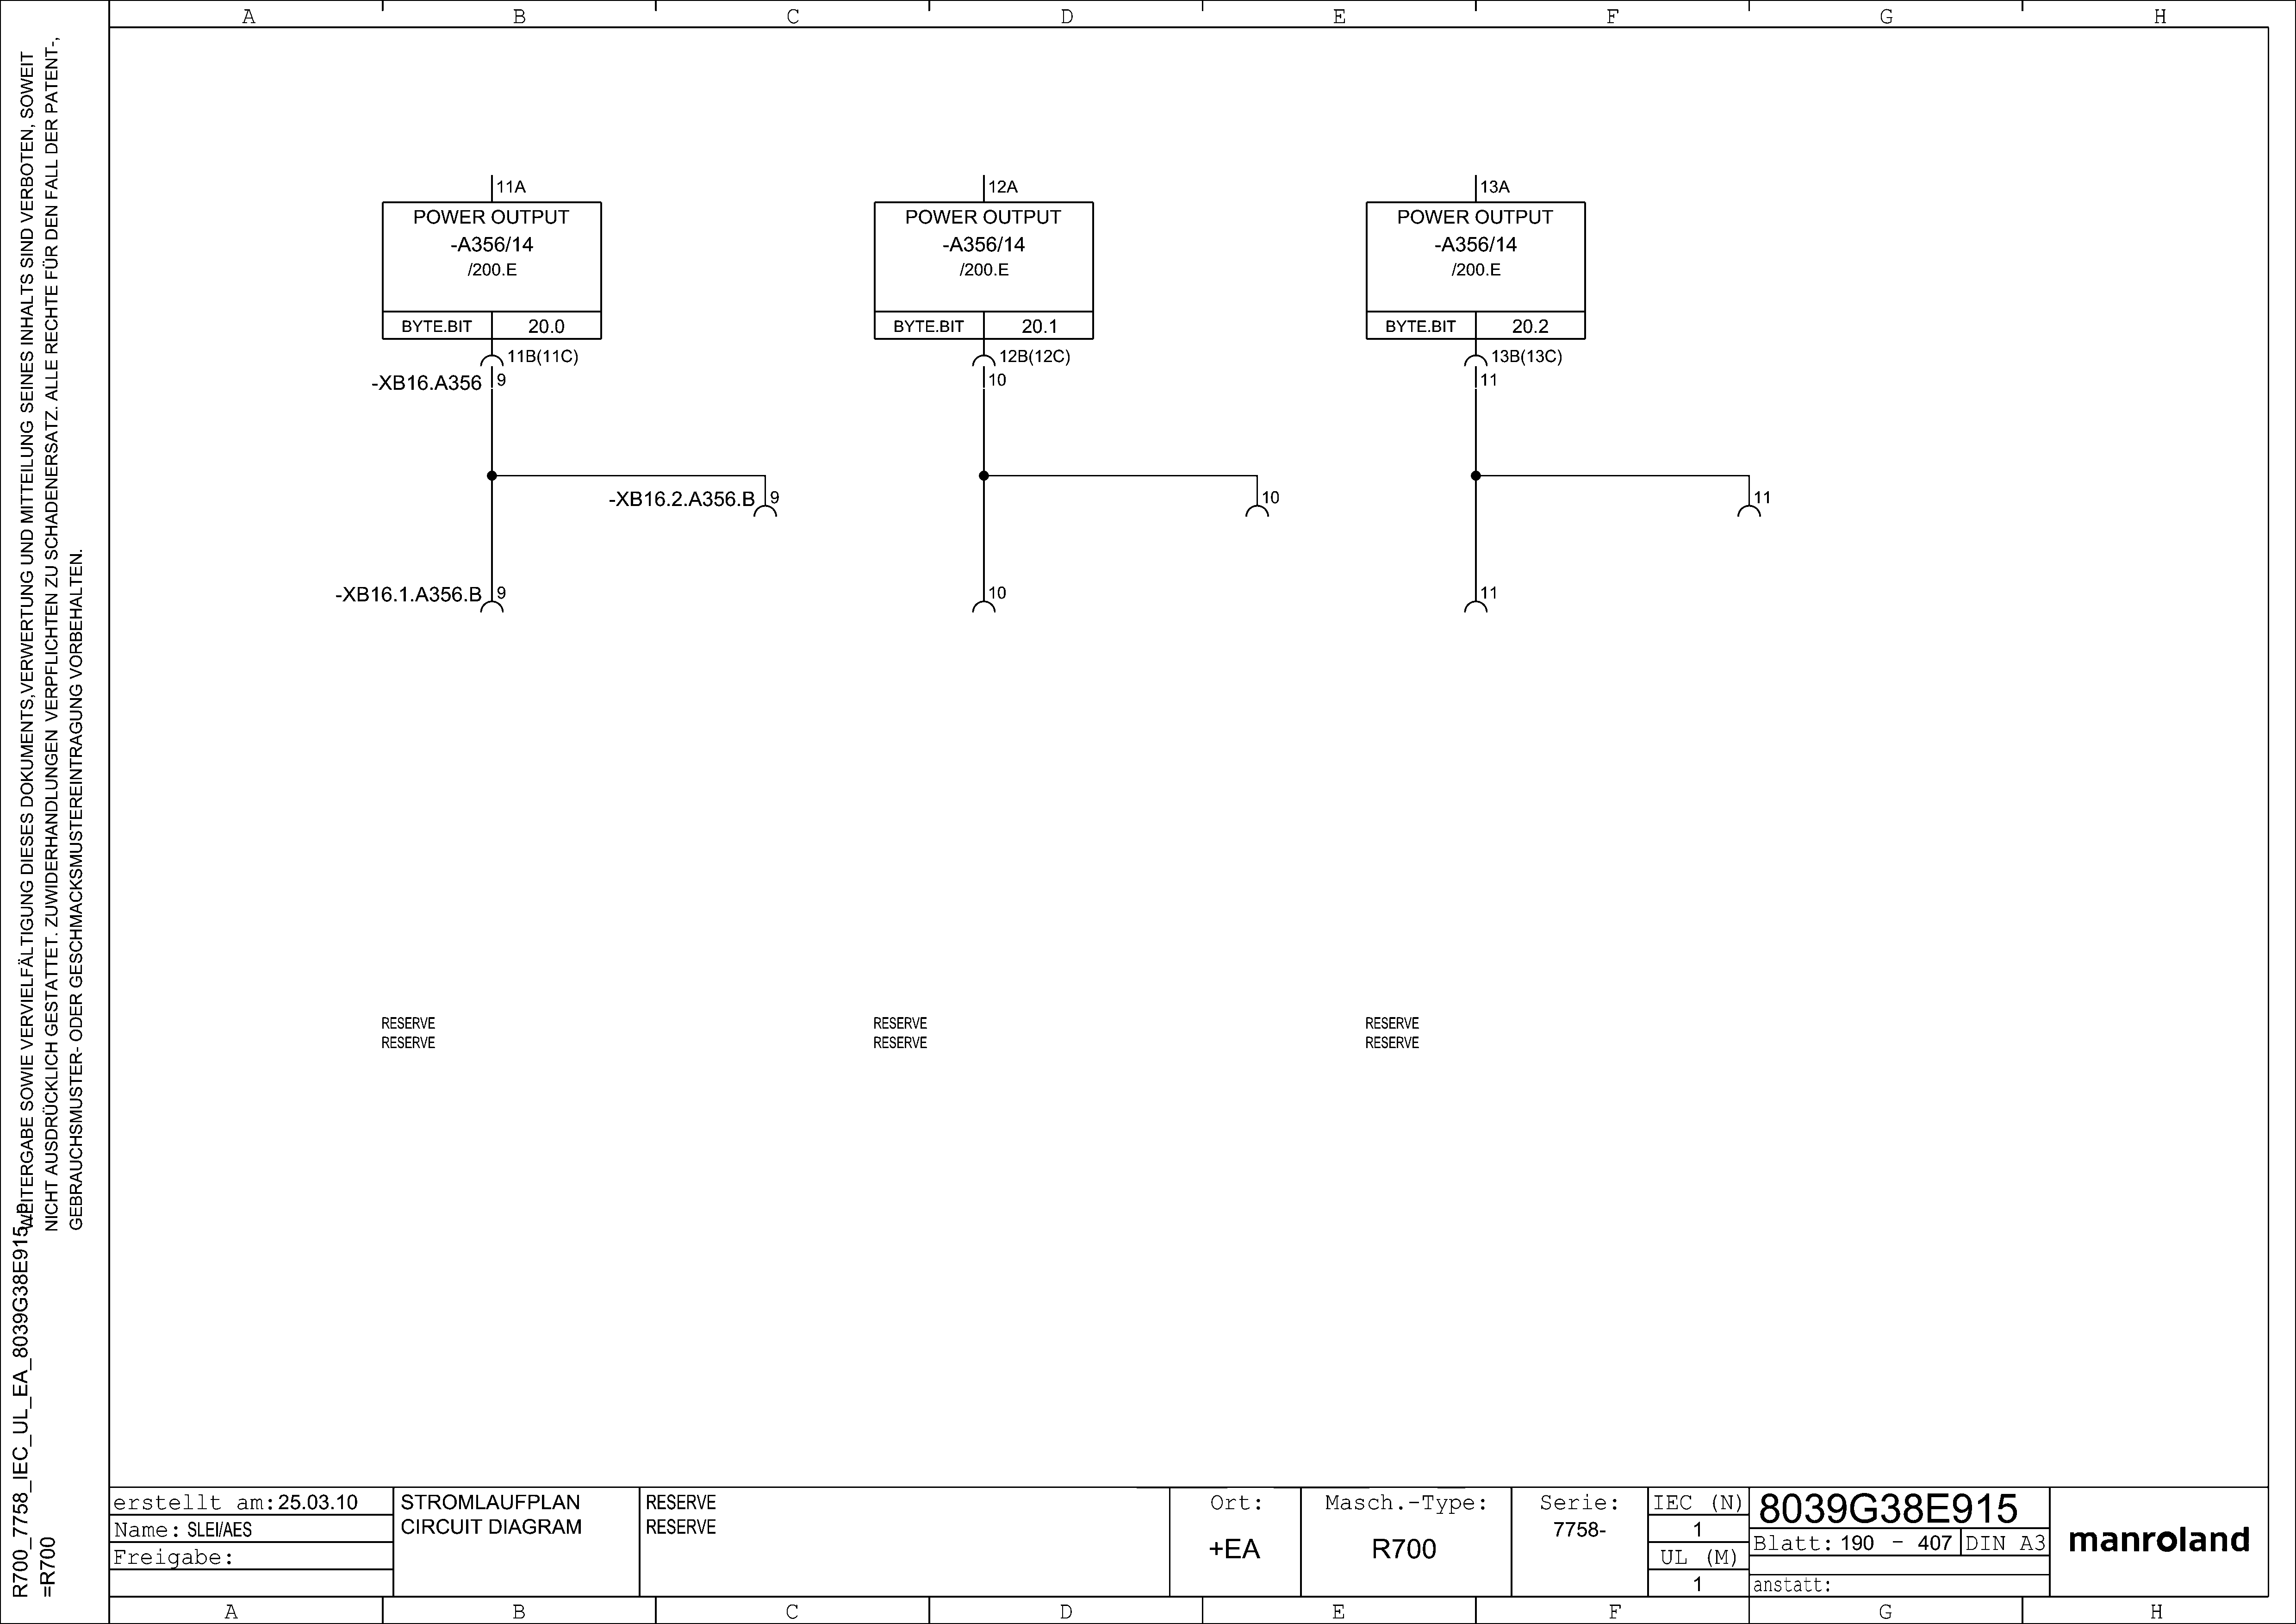 A B C D E F G H
WEITERGABE SOWIE VERVIELFÄLTIGUNG DIESES DOKUMENTS,VERWERTUNG UND MITTEILUNG SEINES INHALTS SIND VERBOTEN, SOWEIT
NICHT AUSDRÜCKLICH GESTATTET. ZUWIDERHANDLUNGEN VERPFLICHTEN ZU SCHADENERSATZ. ALLE RECHTE FÜR DEN FALL DER PATENT-,
GEBRAUCHSMUSTER- ODER GESCHMACKSMUSTEREINTRAGUNG VORBEHALTEN.
R700_7758_IEC_UL_EA_8039G38E915_D
=R700
11A 12A 13A
POWER OUTPUT POWER OUTPUT POWER OUTPUT
-A356/14 -A356/14 -A356/14
/200.E /200.E /200.E
BYTE.BIT 20.0 BYTE.BIT 20.1 BYTE.BIT 20.2
11B(11C) 12B(12C) 13B(13C)
-XB16.A356 9 10 11
-XB16.2.A356.B 9 10 11
-XB16.1.A356.B 9 10 11
RESERVE RESERVE RESERVE
RESERVE RESERVE RESERVE
erstellt am: 25.03.10
Name: SLEI/AES
Freigabe:
STROMLAUFPLAN
CIRCUIT DIAGRAM
RESERVE
RESERVE
Ort:
+EA
Masch.-Type:
R700
Serie:
7758-
IEC (N)
1
UL (M)
1
8039G38E915
Blatt: 190 - 407 DIN A3
anstatt:
manroland
A B C D E F G H